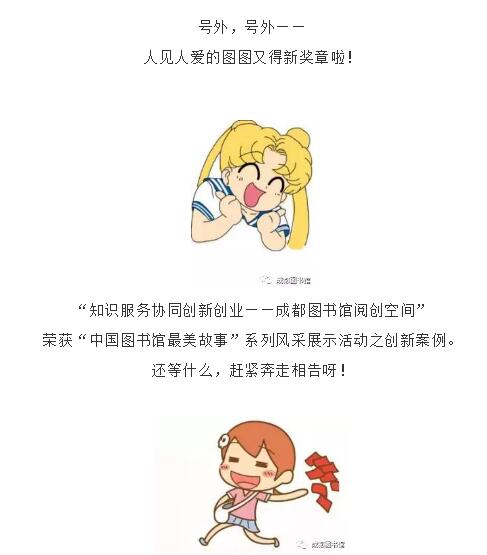 号外，号外——
人见人爱的图图又得新奖章啦！
成都图书馆
“知识服务协同创新创业——成都图书馆阅创空间”
荣获“中国图书馆最美故事”系列风采展示活动之创新案例。
还等什么，赶紧奔走相告呀！
成都图书馆